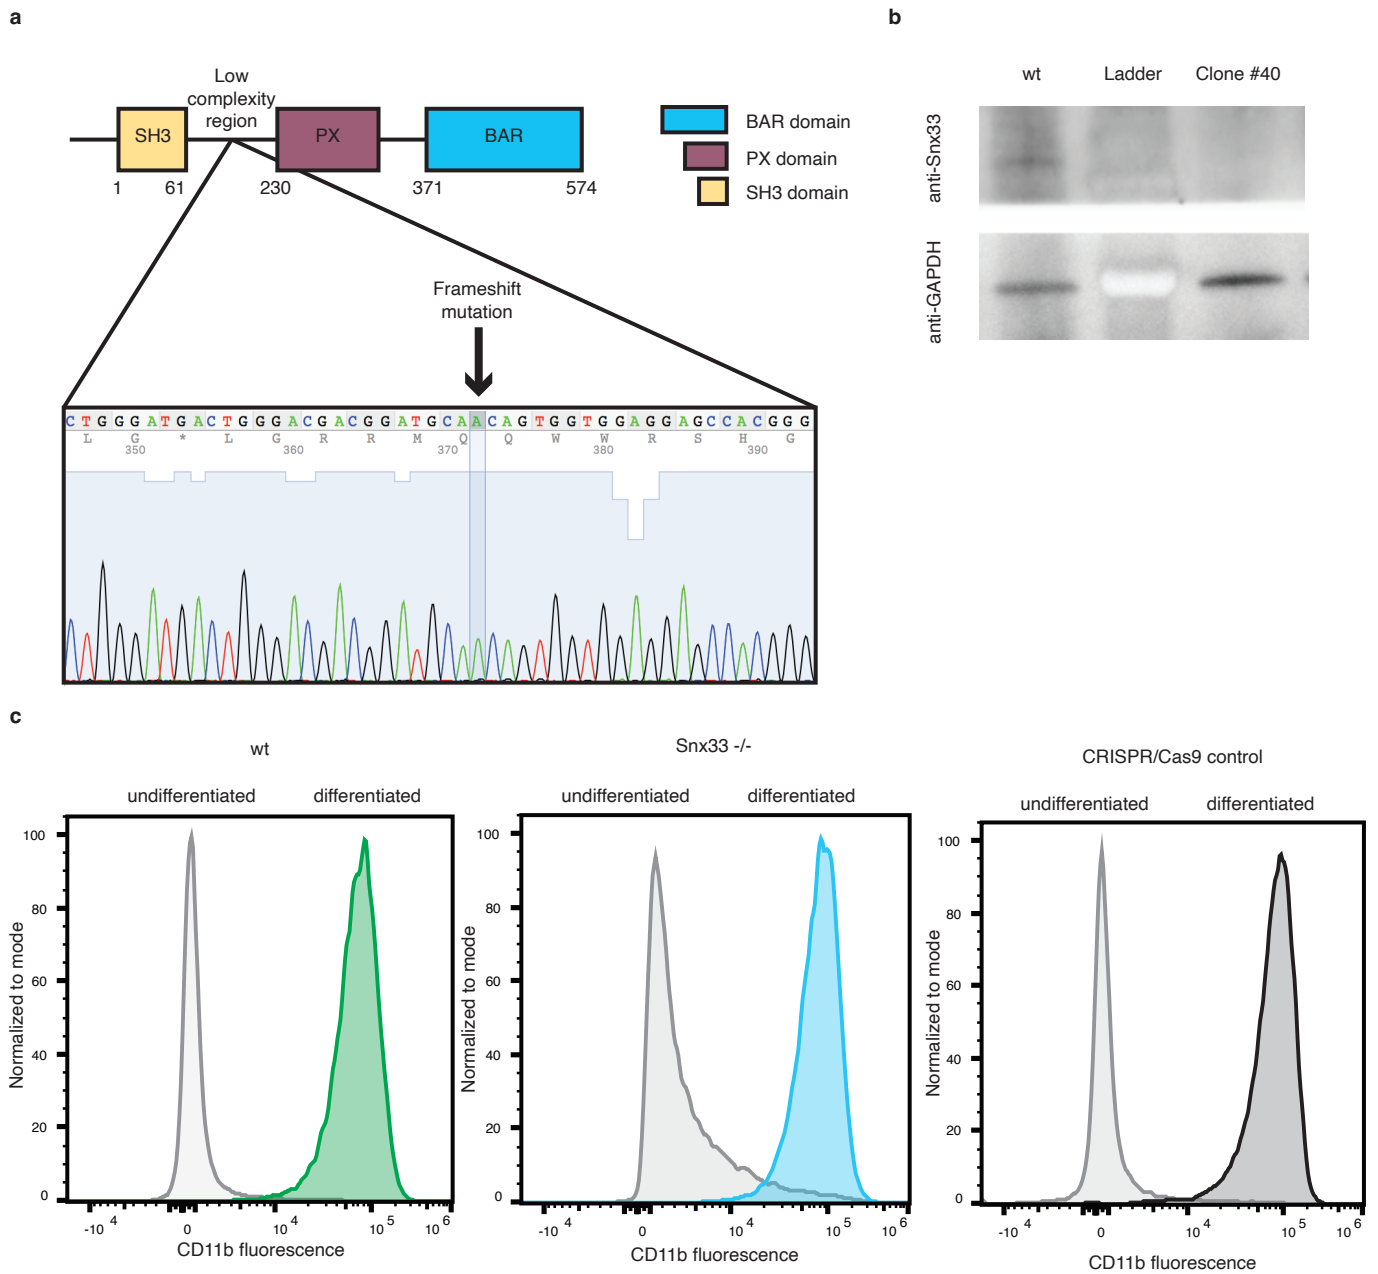 a
Low
complexity
region
SH3
PX
BAR
1
61
230
371
574
BAR domain
PX domain
SH3 domain
Frameshift
mutation
CTGGGATGACTGGGACGACGGATGCAACAGTGGTGGAGGAGCCACGGG
L G * L G R R M Q Q W W R S H G
350 360 370 380 390
b
wt Ladder Clone #40
anti-Snx33
anti-GAPDH
c
wt
undifferentiated differentiated
Normalized to mode
100
80
60
40
20
0
-10 4 0 10 4 10 5 10 6
CD11b fluorescence
Snx33 -/-
undifferentiated differentiated
Normalized to mode
100
80
60
40
20
0
-10 4 0 10 4 10 5 10 6
CD11b fluorescence
CRISPR/Cas9 control
undifferentiated differentiated
Normalized to mode
100
80
60
40
20
0
-10 4 0 10 4 10 5 10 6
CD11b fluorescence